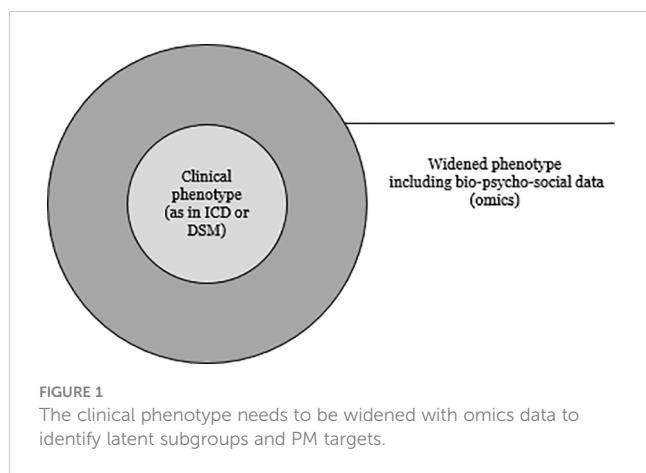 Clinical
phenotype
(as in ICD or
DSM)
Widened phenotype
including bio-psycho-social data
(omics)
FIGURE 1
The clinical phenotype needs to be widened with omics data to
identify latent subgroups and PM targets.